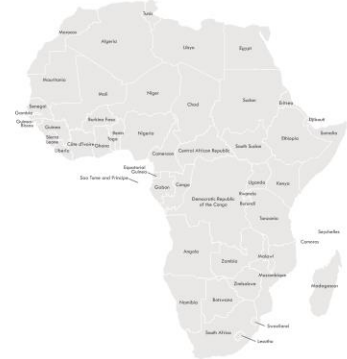 Tunis
Morocco
Algeria
Libya
Egypt
Mauritania
Mali
Niger
Chad
Sudan
Eritrea
Senegal
Gambia
Guinea
Bissau
Guinea
Burkina Faso
Djibouti
Somalia
Sierra
Leone
Liberia
Côte d'Ivoire
Ghana
Benin
Togo
Nigeria
Ethiopia
Cameroon
Central African Republic
South Sudan
Equatorial
Guinea
Sao Tome and Principe
Gabon
Congo
Uganda
Kenya
Rwanda
Burundi
Democratic Republic
of the Congo
Tanzania
Seychelles
Comoros
Angola
Zambia
Malawi
Mozambique
Zimbabwe
Madagascar
Namibia
Botswana
South Africa
Swaziland
Lesotho